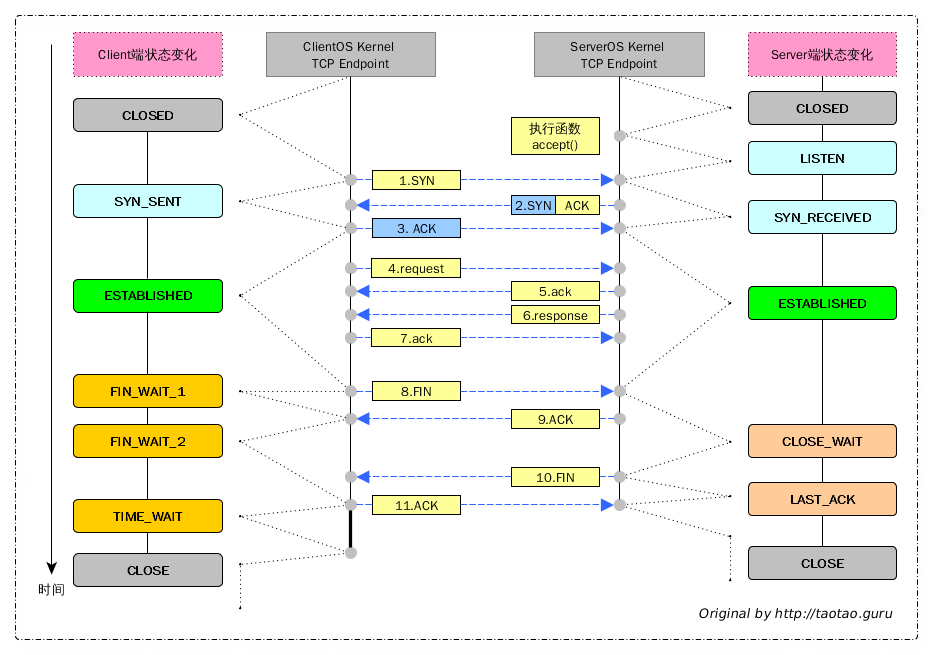 Client端状态变化
ClientOS Kernel
TCP Endpoint
ServerOS Kernel
TCP Endpoint
Server端状态变化
CLOSED
CLOSED
执行函数
accept()
LISTEN
1.SYN
SYN_SENT
2.SYN ACK
SYN_RECEIVED
3. ACK
4.request
5.ack
ESTABLISHED
ESTABLISHED
6.response
7.ack
FIN_WAIT_1
8.FIN
9.ACK
FIN_WAIT_2
CLOSE_WAIT
10.FIN
LAST_ACK
11.ACK
TIME_WAIT
CLOSE
CLOSE
时间
Original by http://taotao.guru